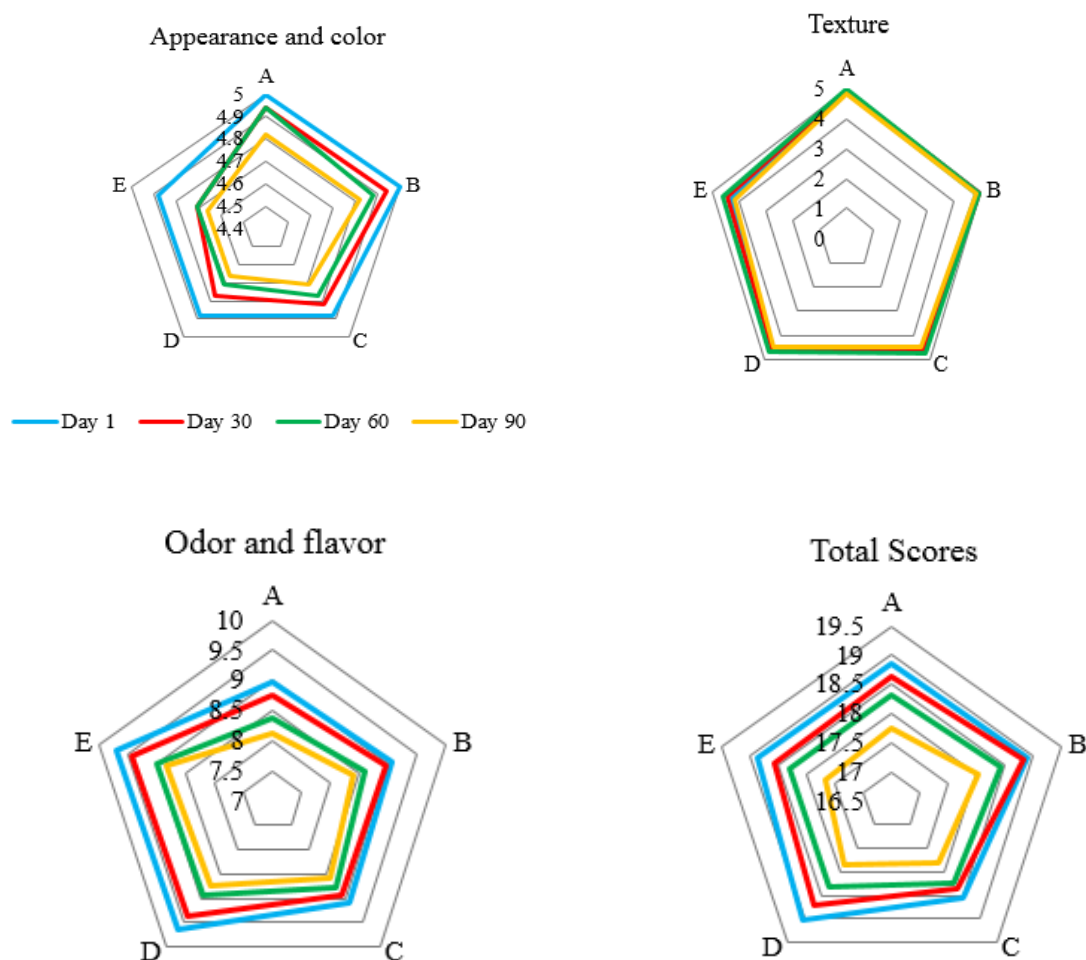 Appearance and color
A
5
4.9
4.8
4.7
4.6
4.5
4.4
E
B
D
C
Texture
A
5
4
3
2
1
0
E
B
D
C
Day 1 Day 30 Day 60 Day 90
Odor and flavor
A
10
9.5
9
8.5
8
7.5
7
E
B
D
C
Total Scores
A
19.5
19
18.5
18
17.5
17
16.5
E
B
D
C